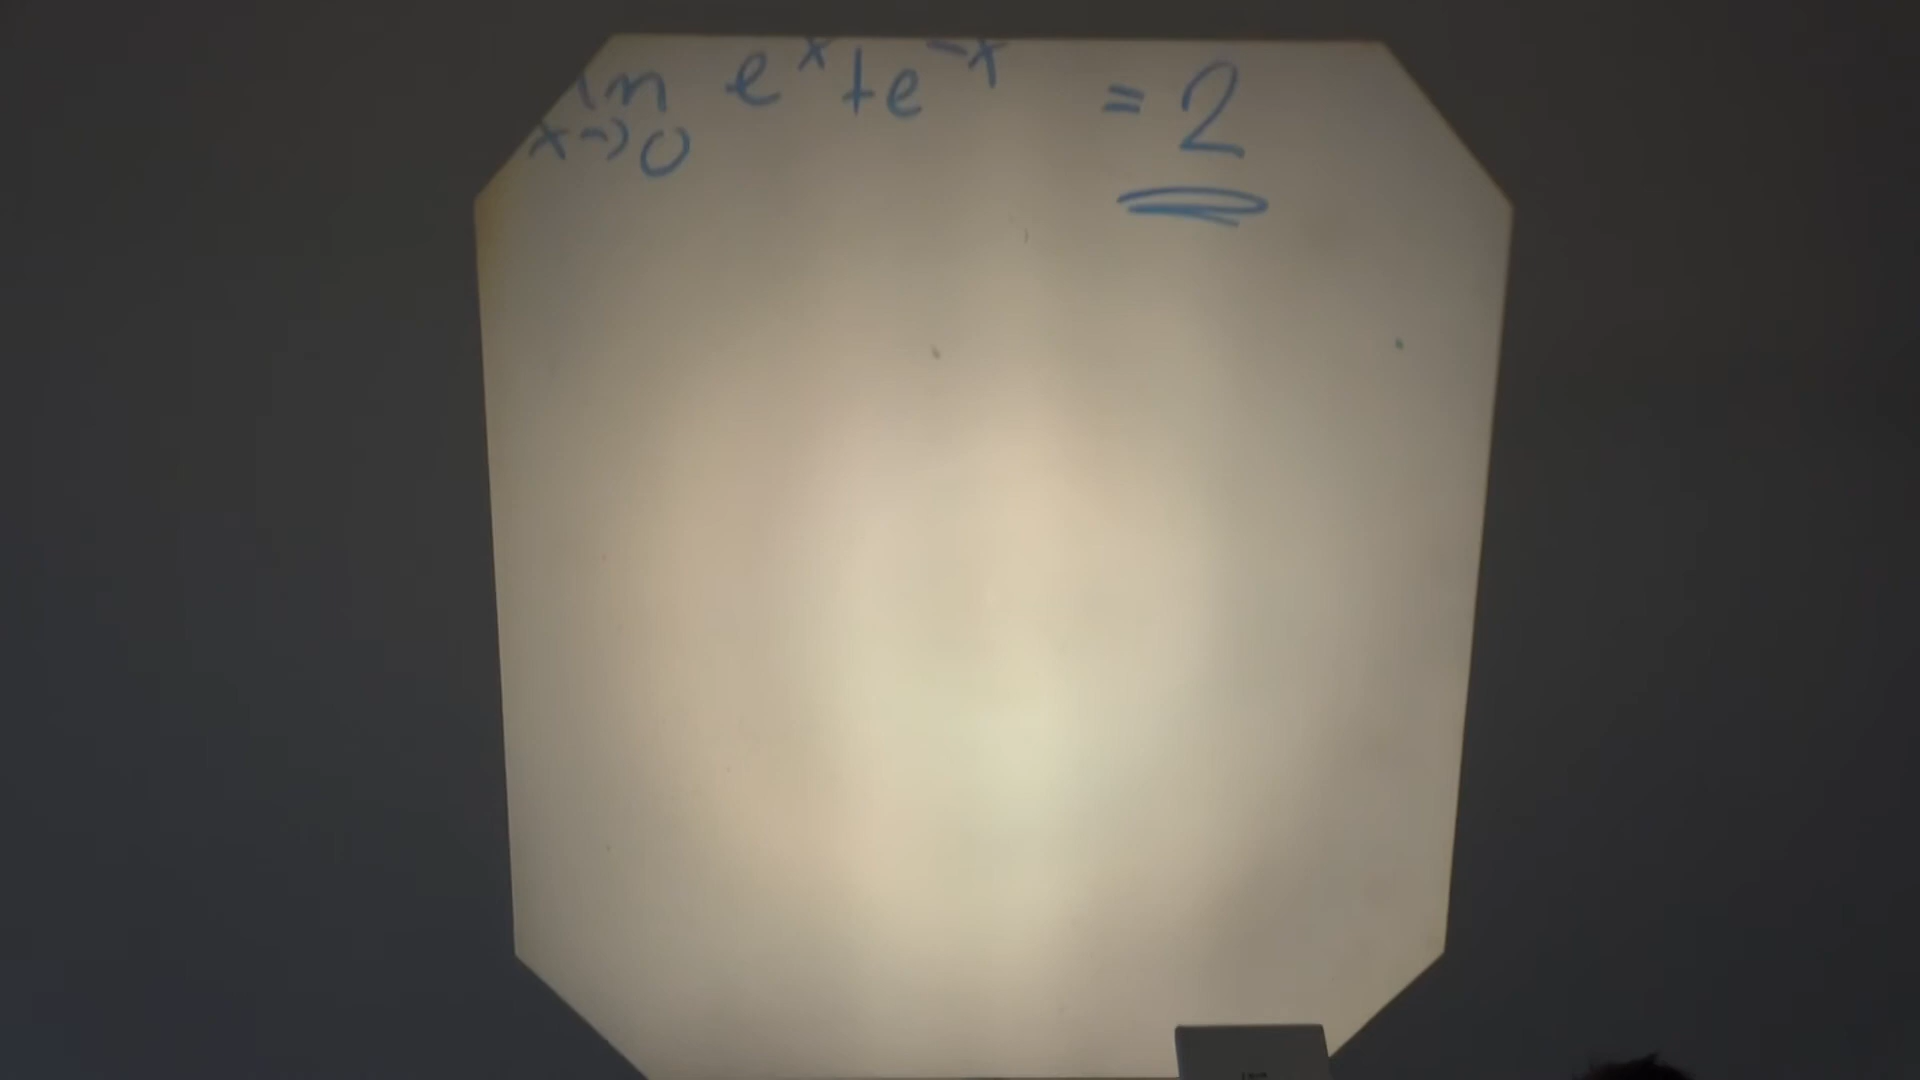 lim e^x + e^-x = 2
x→0